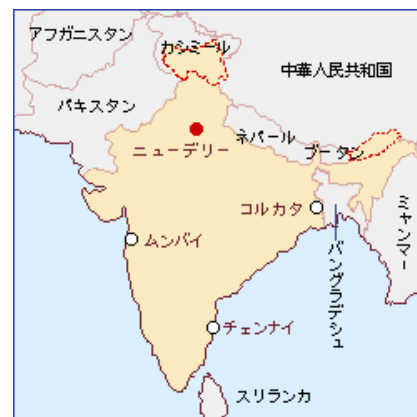 アフガニスタン
カシミール
中華人民共和国
パキスタン
ネパール
ブータン
ニューデリー
コルカタ
ミャンマー
ムンバイ
バングラデシュ
チェンナイ
スリランカ